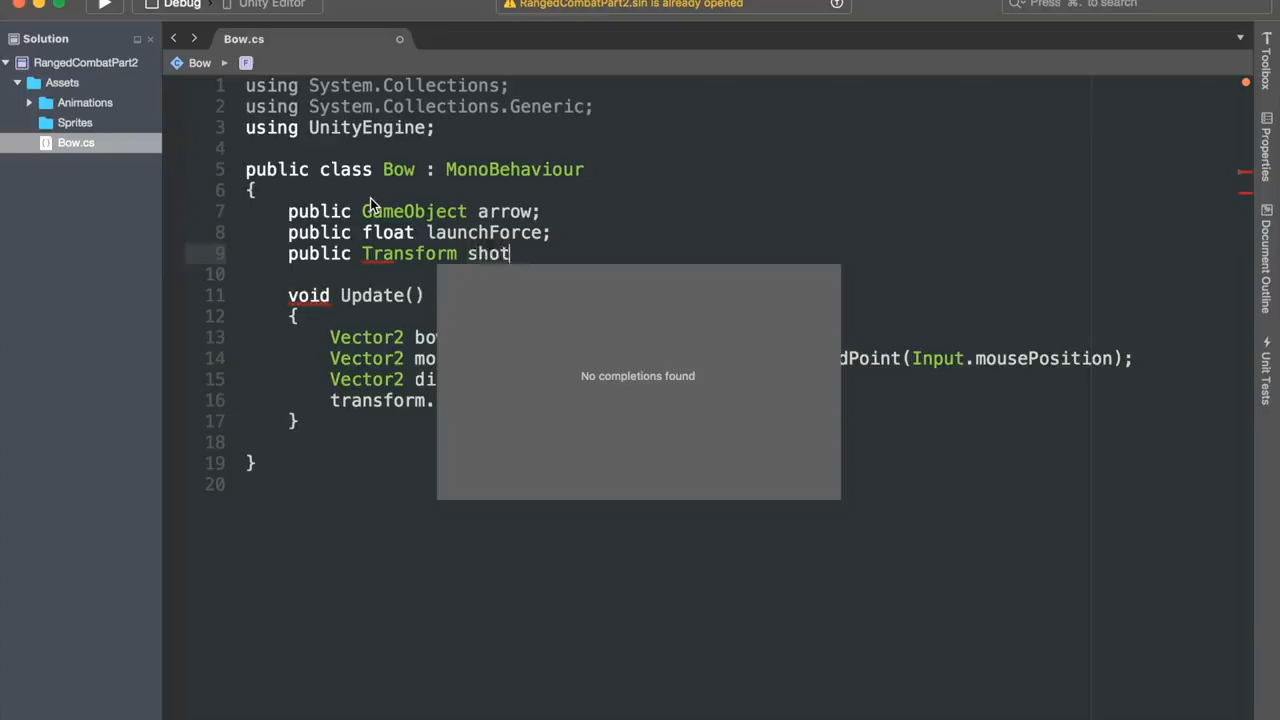 Debug
Unity Editor
RangedCombatPart2.sln is already opened
Press ⌘. to search
Solution
Bow.cs
RangedCombatPart2
Bow
Assets
Animations
Sprites
Bow.cs
1 using System.Collections;
2 using System.Collections.Generic;
3 using UnityEngine;
4
5 public class Bow : MonoBehaviour
6 {
7 public GameObject arrow;
8 public float launchForce;
9 public Transform shot
10
11 void Update()
12 {
13 Vector2 bo
14 Vector2 mo dPoint(Input.mousePosition);
15 Vector2 di
16 transform.
17 }
18
19 }
20
No completions found
Toolbox
Properties
Document Outline
Unit Tests